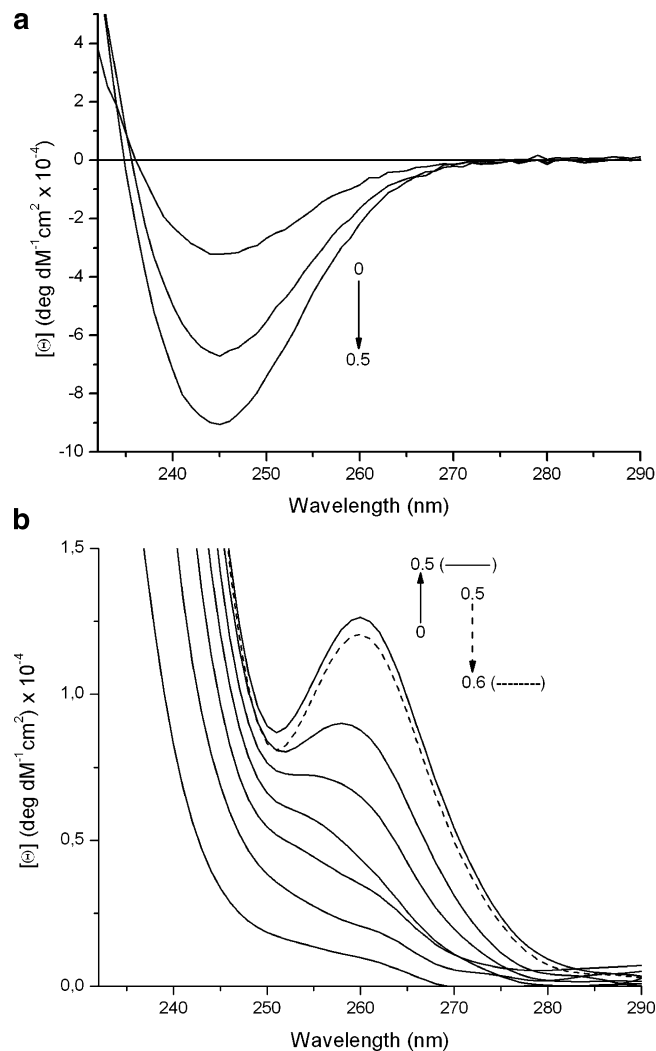 a
4
2
0
-2
-4
-6
-8
-10
[Θ] (deg dM⁻¹cm² x 10⁻⁴)
0
0.5
240 250 260 270 280 290
Wavelength (nm)
b
1,5
1,0
0,5
0,0
[Θ] (deg dM⁻¹cm²) x 10⁻⁴
0.5 (———)
0.5
0
0.6 (--------)
240 250 260 270 280 290
Wavelength (nm)